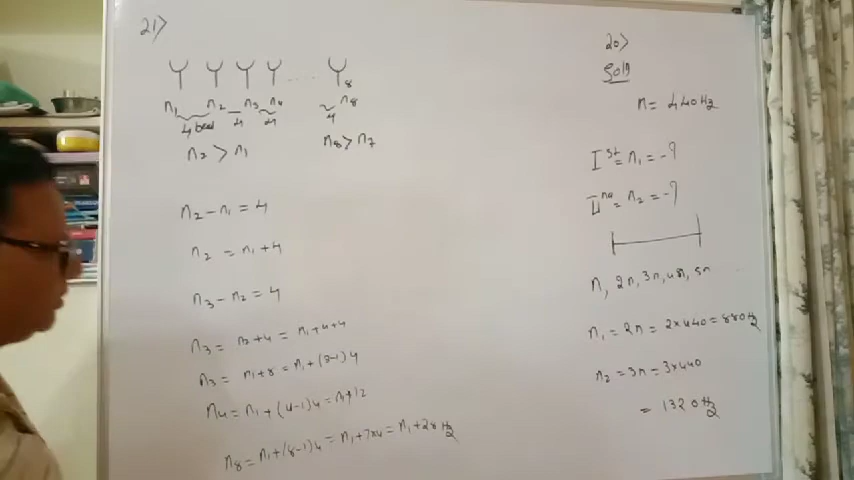 21>
8
n₁ n₂ n₃ n₄ n₈
4 beat 4 4 4
n₂ > n₁ n₈ > n₇
n₂ - n₁ = 4
n₂ = n₁ + 4
n₃ - n₂ = 4
n₃ = n₂ + 4 = n₁ + 4 + 4
n₃ = n₁ + 8 = n₁ + (3-1) 4
n₄ = n₁ + (4-1) 4 = n₁ + 12
n₈ = n₁ + (8-1) 4 = n₁ + 7x4 = n₁ + 28 Hz
20>
Soln
n = 440 Hz
Iˢᵗ = n₁ = - ?
IIⁿᵈ = n₂ = - ?
n, 2n, 3n, 4n, 5n ...
n₁ = 2n = 2 x 440 = 880 Hz
n₂ = 3n = 3 x 440
= 1320 Hz